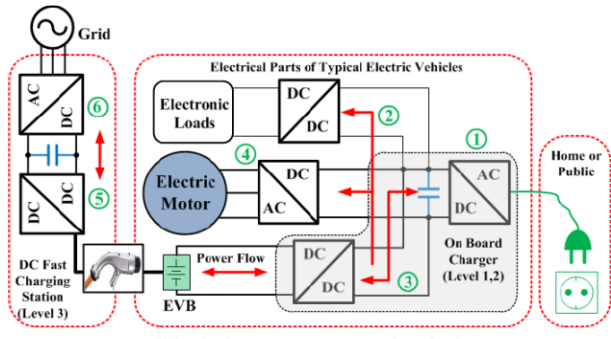 Grid
Electrical Parts of Typical Electric Vehicles
AC
DC
⑥
Electronic
Loads
DC
DC
②
①
Home or
Public
DC
DC
⑤
④
Electric
Motor
DC
AC
AC
DC
On Board
Charger
(Level 1,2)
DC Fast
Charging
Station
(Level 3)
Power Flow
EVB
DC
DC
③